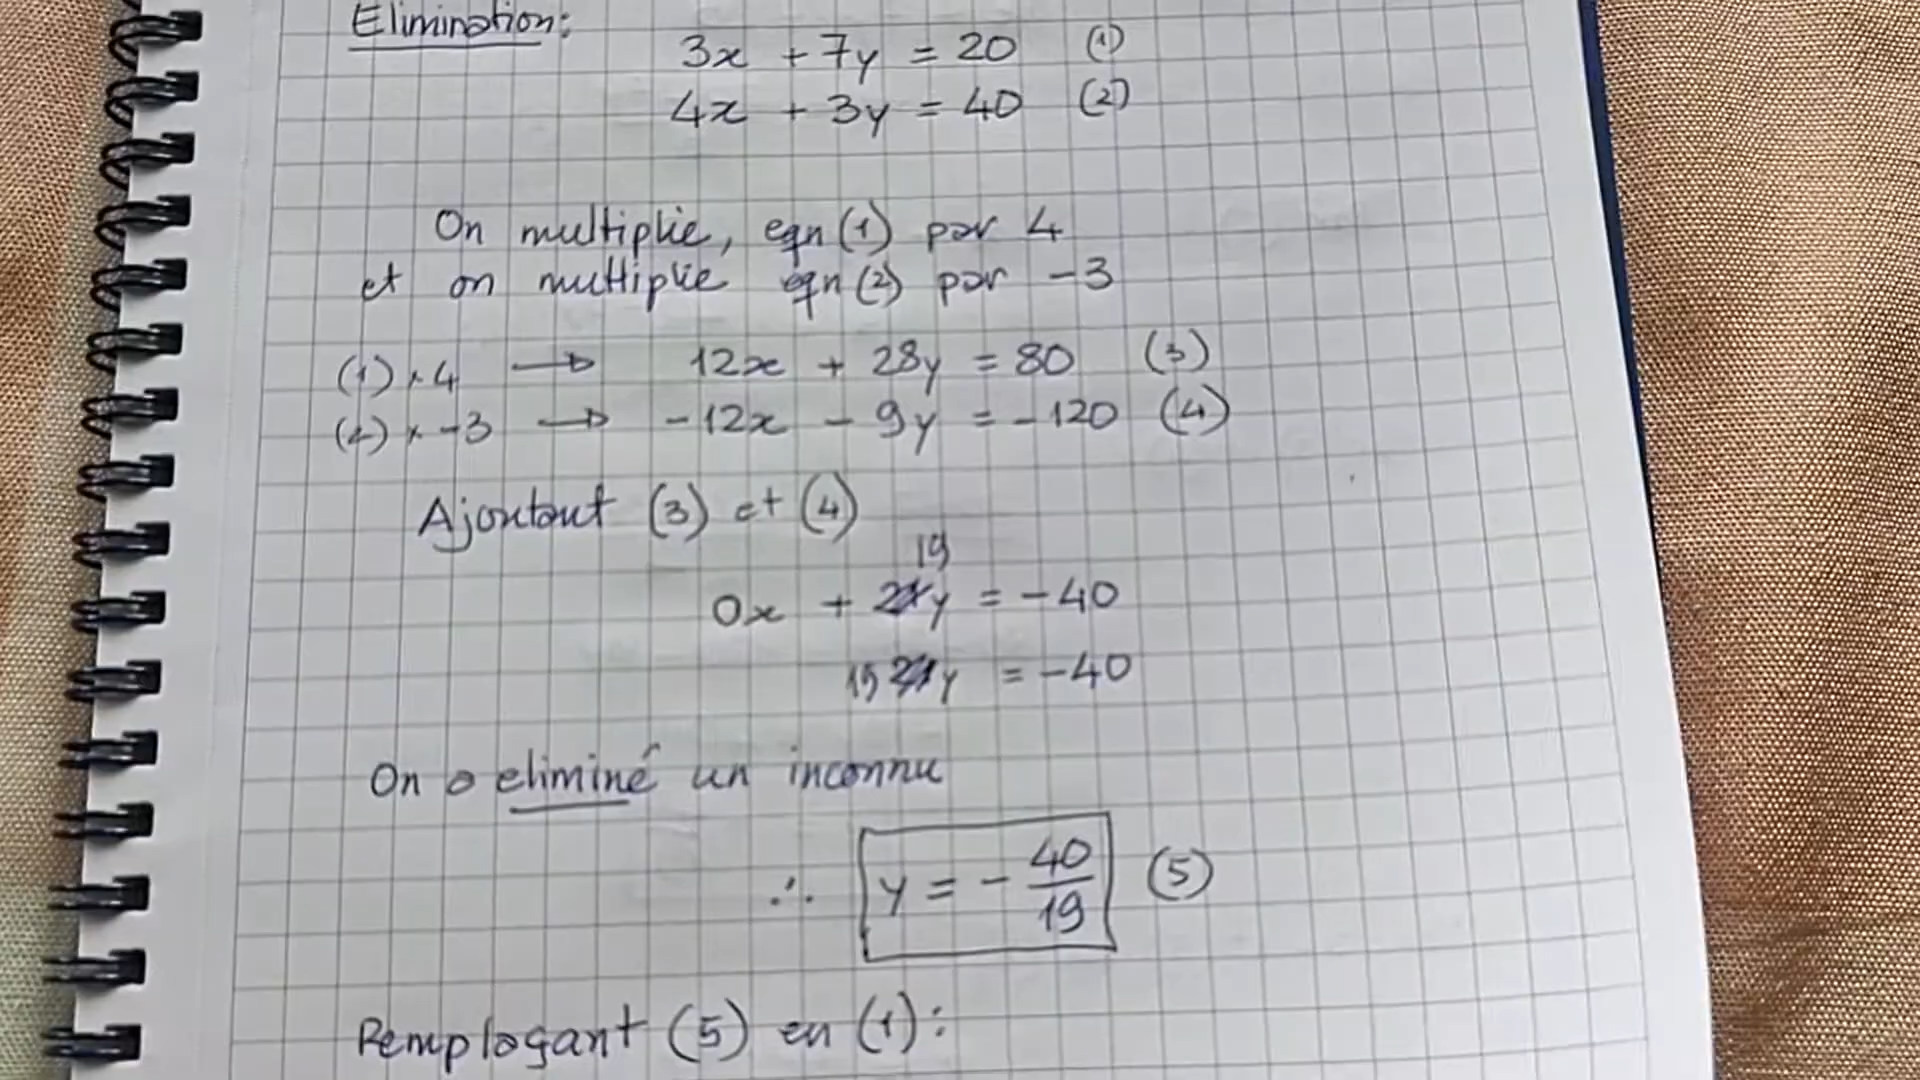 Elimination:
3x + 7y = 20 (1)
4x + 3y = 40 (2)
On multiplie, eqn (1) par 4
et on multiplie eqn (2) par -3
(1) × 4 → 12x + 28y = 80 (3)
(2) × -3 → -12x - 9y = -120 (4)
Ajoutant (3) et (4)
19
0x + y = -40
19 y = -40
On a eliminé un inconnu
∴ y = - 40/19 (5)
Remplaçant (5) en (1):